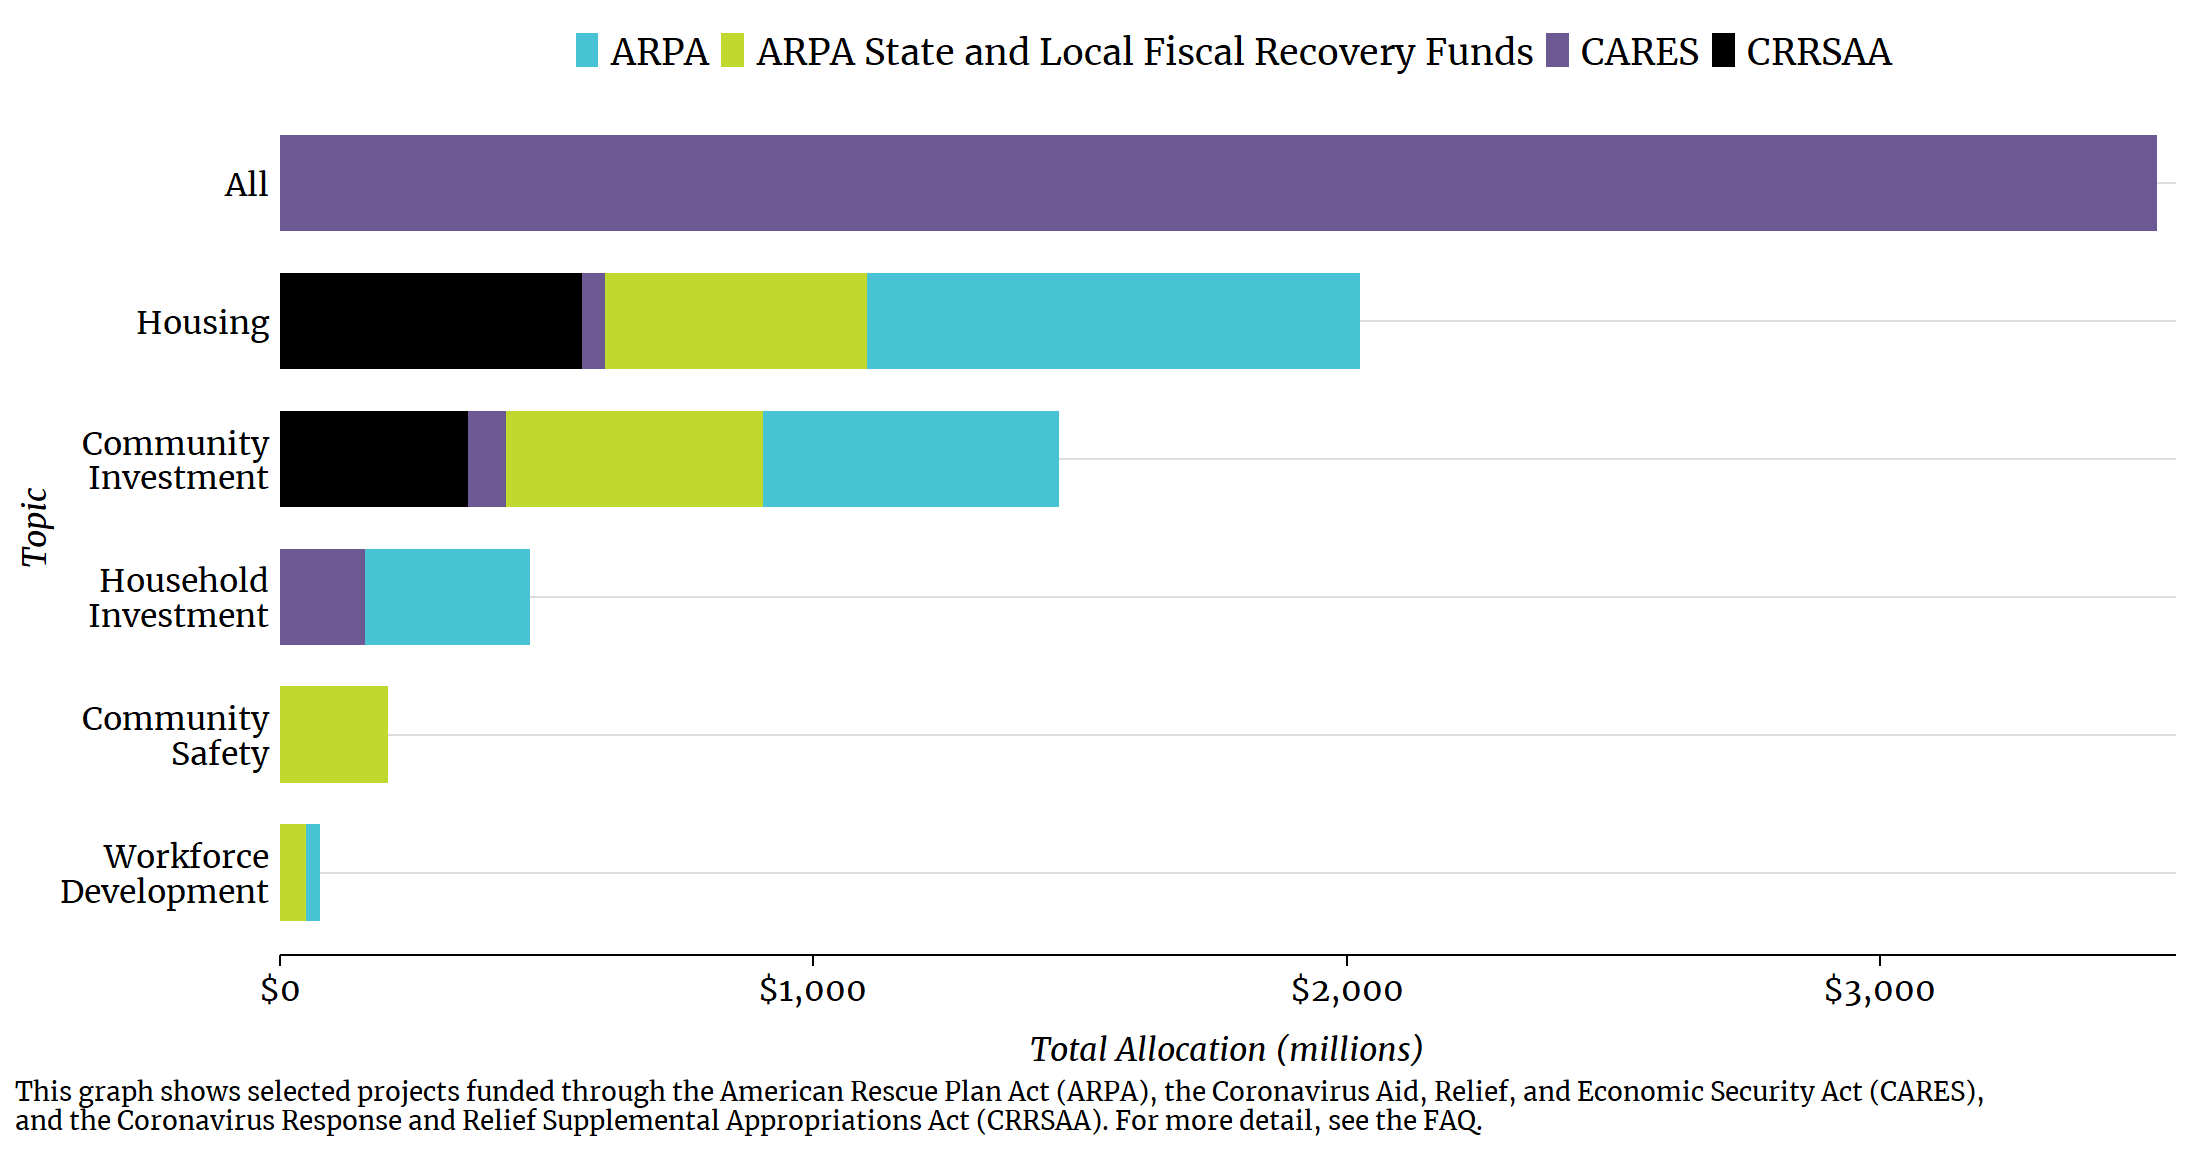 ARPA ARPA State and Local Fiscal Recovery Funds CARES CRRSAA
All
Housing
Community
Investment
Household
Investment
Community
Safety
Workforce
Development
Topic
$0 $1,000 $2,000 $3,000
Total Allocation (millions)
This graph shows selected projects funded through the American Rescue Plan Act (ARPA), the Coronavirus Aid, Relief, and Economic Security Act (CARES),
and the Coronavirus Response and Relief Supplemental Appropriations Act (CRRSAA). For more detail, see the FAQ.